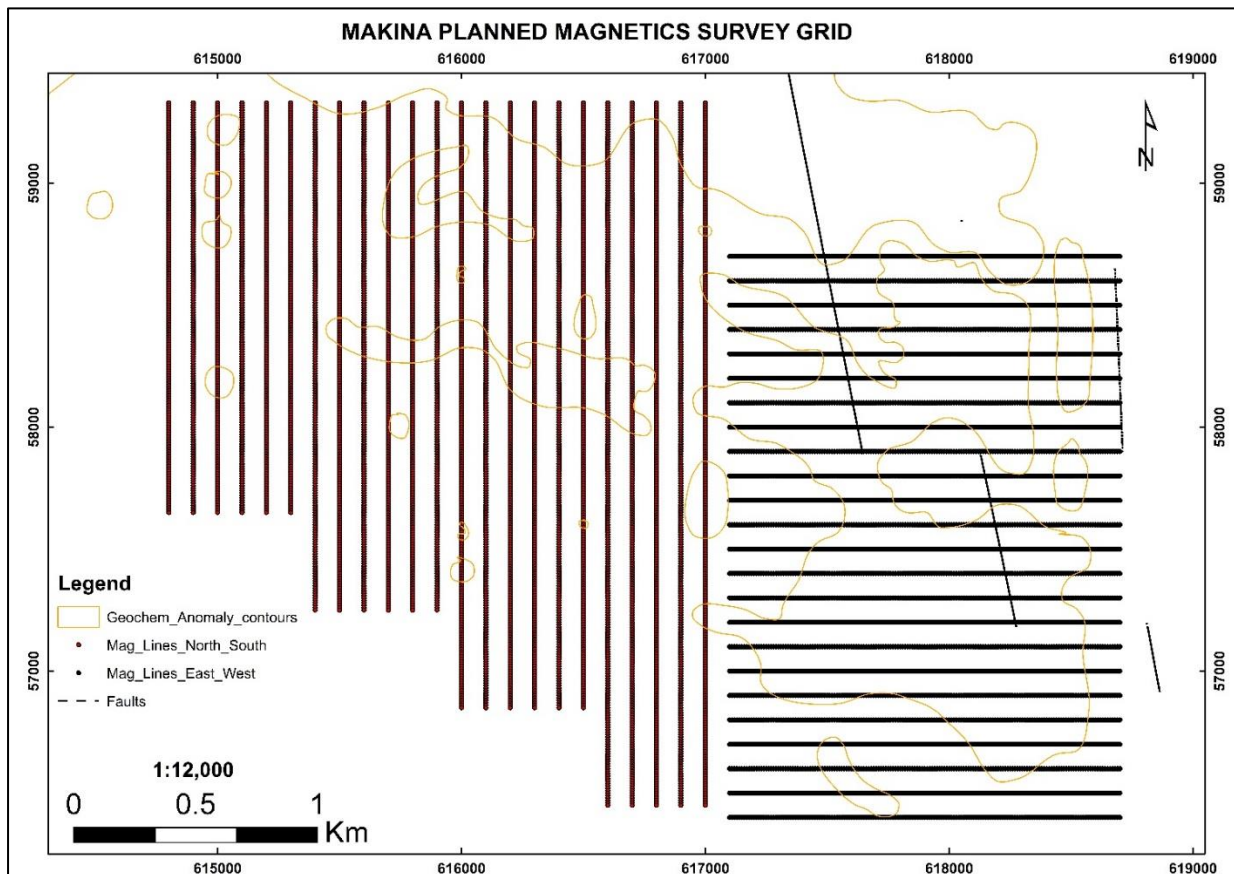 MAKINA PLANNED MAGNETICS SURVEY GRID
615000 616000 617000 618000 619000
59000 59000
N
58000 58000
57000 57000
Legend
Geochem_Anomaly_contours
Mag_Lines_North_South
Mag_Lines_East_West
Faults
1:12,000
0 0.5 1
Km
615000 616000 617000 618000 619000